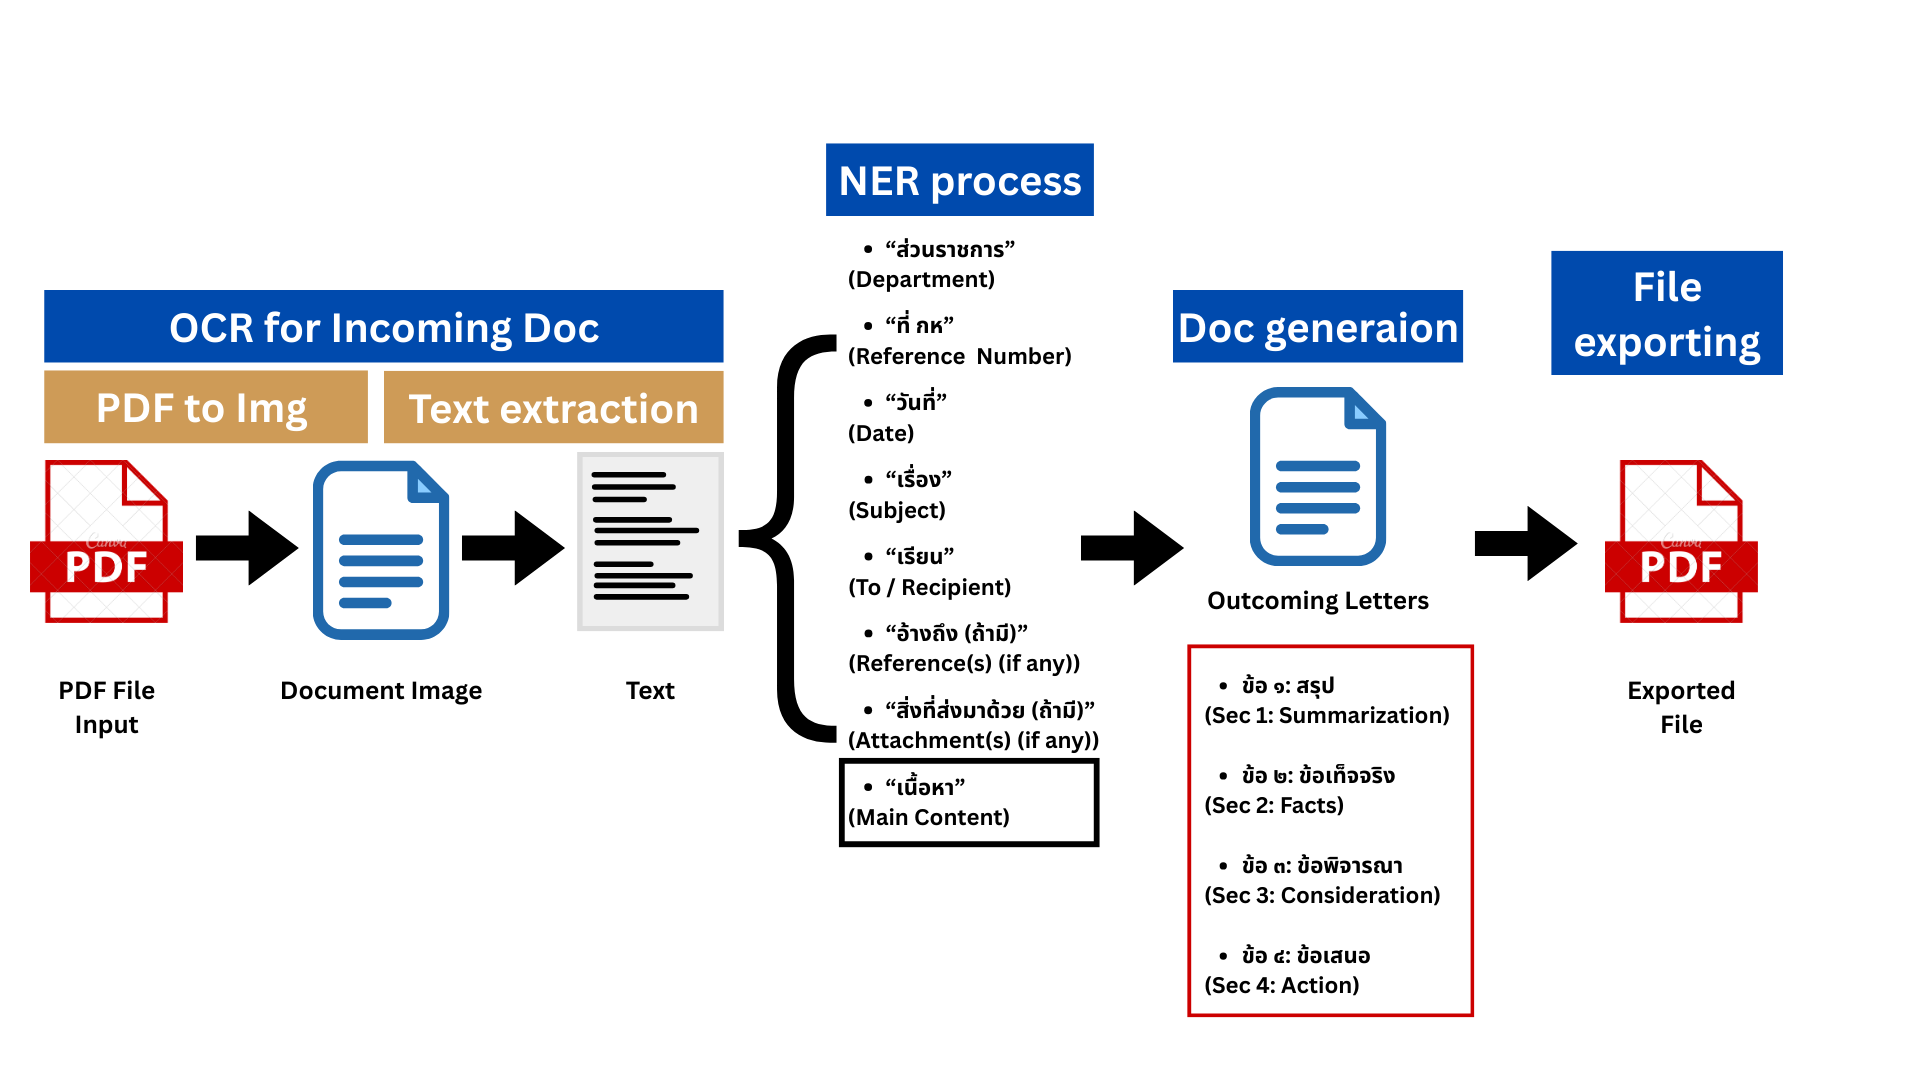 NER process
• “ส่วนราชการ”
(Department)
• “ที่ กห”
(Reference Number)
• “วันที่”
(Date)
• “เรื่อง”
(Subject)
• “เรียน”
(To / Recipient)
• “อ้างถึง (ถ้ามี)”
(Reference(s) (if any))
• “สิ่งที่ส่งมาด้วย (ถ้ามี)”
(Attachment(s) (if any))
• “เนื้อหา”
(Main Content)
OCR for Incoming Doc
PDF to Img
Text extraction
Canva
PDF
PDF File
Input
Document Image
Text
Doc generaion
Outcoming Letters
• ข้อ ๑: สรุป
(Sec 1: Summarization)
• ข้อ ๒: ข้อเท็จจริง
(Sec 2: Facts)
• ข้อ ๓: ข้อพิจารณา
(Sec 3: Consideration)
• ข้อ ๔: ข้อเสนอ
(Sec 4: Action)
File
exporting
Canva
PDF
Exported
File